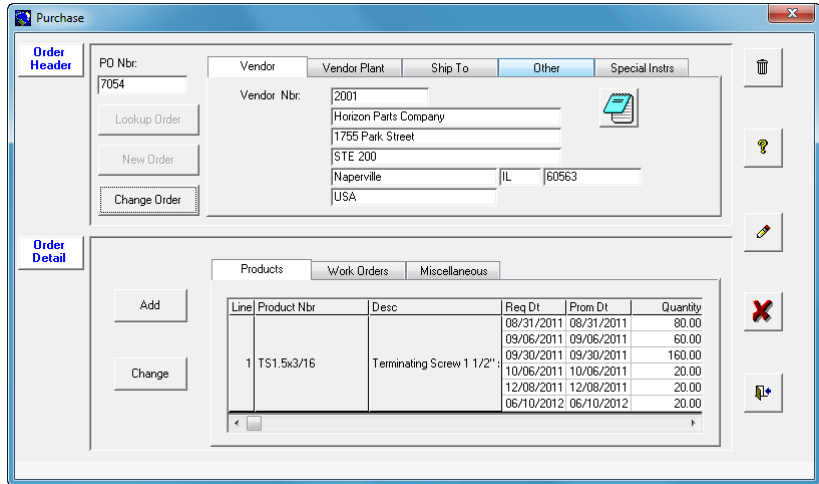 Purchase
Order Header
PO Nbr:
7054
Lookup Order
New Order
Change Order
Vendor
Vendor Plant
Ship To
Other
Special Instrs
Vendor Nbr:
2001
Horizon Parts Company
1755 Park Street
STE 200
Naperville IL 60563
USA
Order Detail
Add
Change
Products
Work Orders
Miscellaneous
Line Product Nbr Desc Req Dt Prom Dt Quantity
1 TS1.5x3/16 Terminating Screw 1 1/2" :
08/31/2011 08/31/2011 80.00
09/06/2011 09/06/2011 60.00
09/30/2011 09/30/2011 160.00
10/06/2011 10/06/2011 20.00
12/08/2011 12/08/2011 20.00
06/10/2012 06/10/2012 20.00